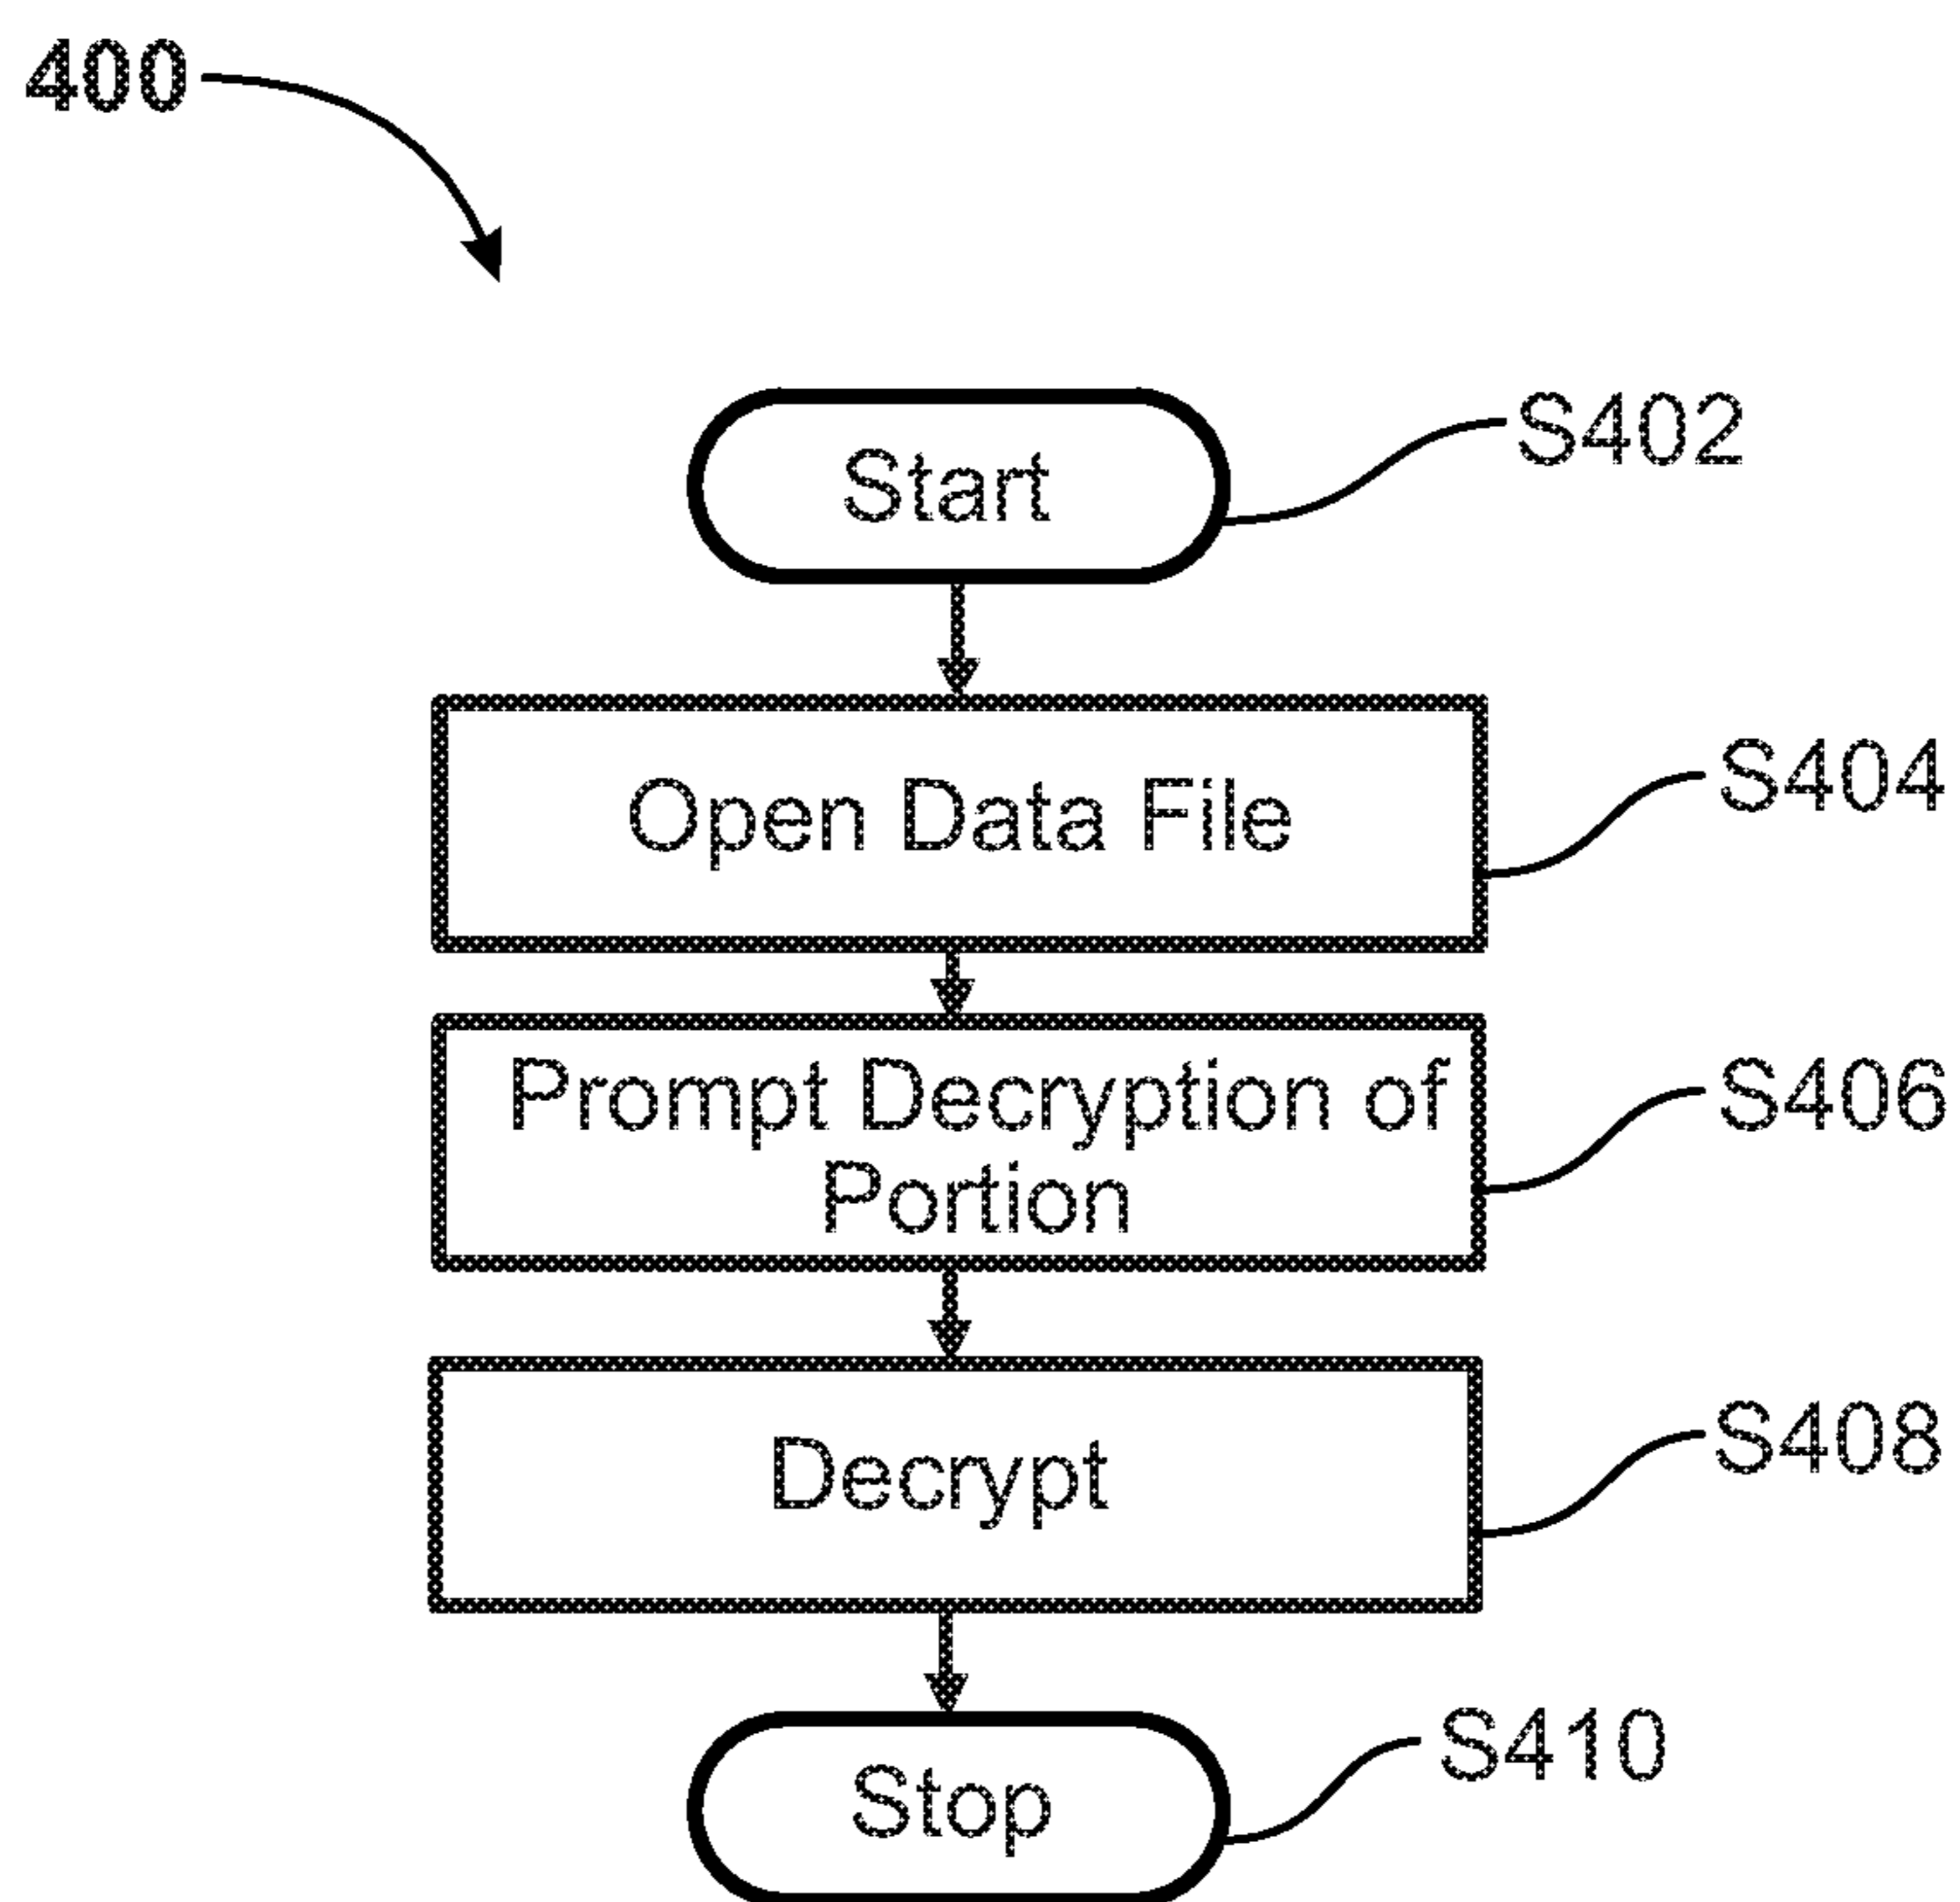 400
Start
S402
Open Data File
S404
Prompt Decryption of
Portion
S406
Decrypt
S408
Stop
S410